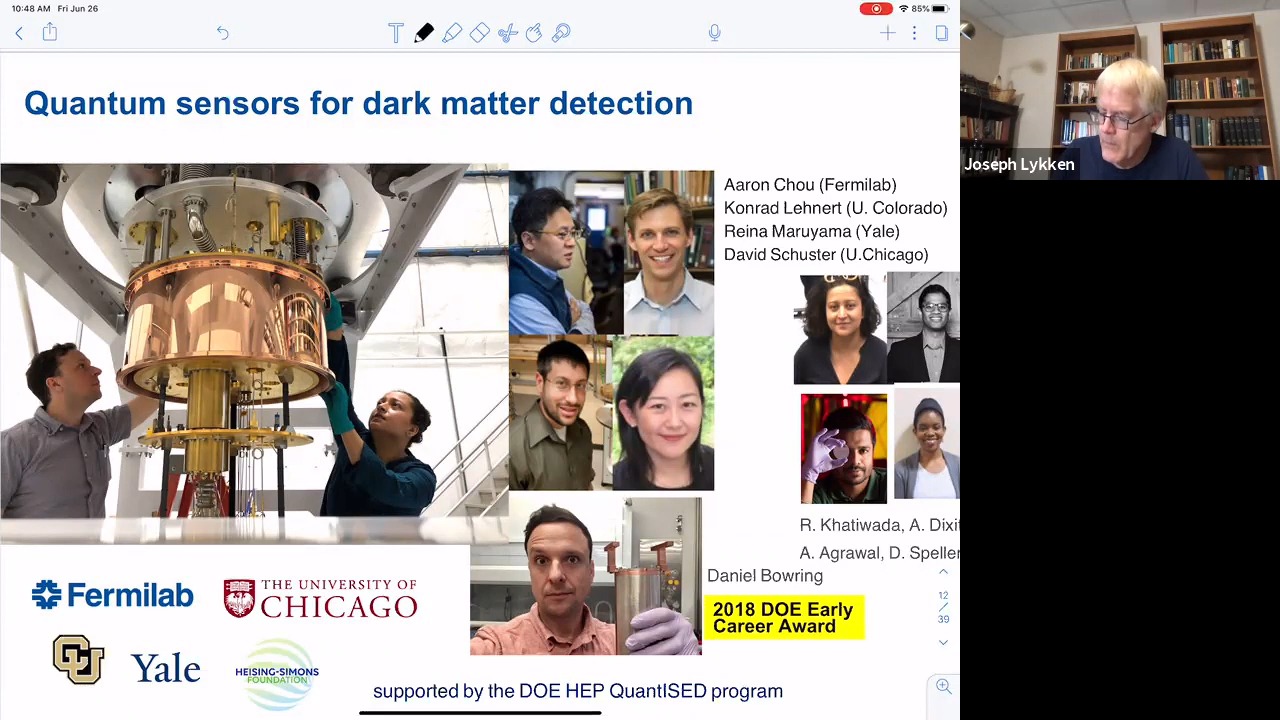 10:48 AM Fri Jun 26
85%
Quantum sensors for dark matter detection
Joseph Lykken
Aaron Chou (Fermilab)
Konrad Lehnert (U. Colorado)
Reina Maruyama (Yale)
David Schuster (U.Chicago)
R. Khatiwada, A. Dixit
A. Agrawal, D. Speller
Daniel Bowring
2018 DOE Early
Career Award
12
/
39
Fermilab
THE UNIVERSITY OF
CHICAGO
CU
Yale
HEISING-SIMONS
FOUNDATION
supported by the DOE HEP QuantISED program